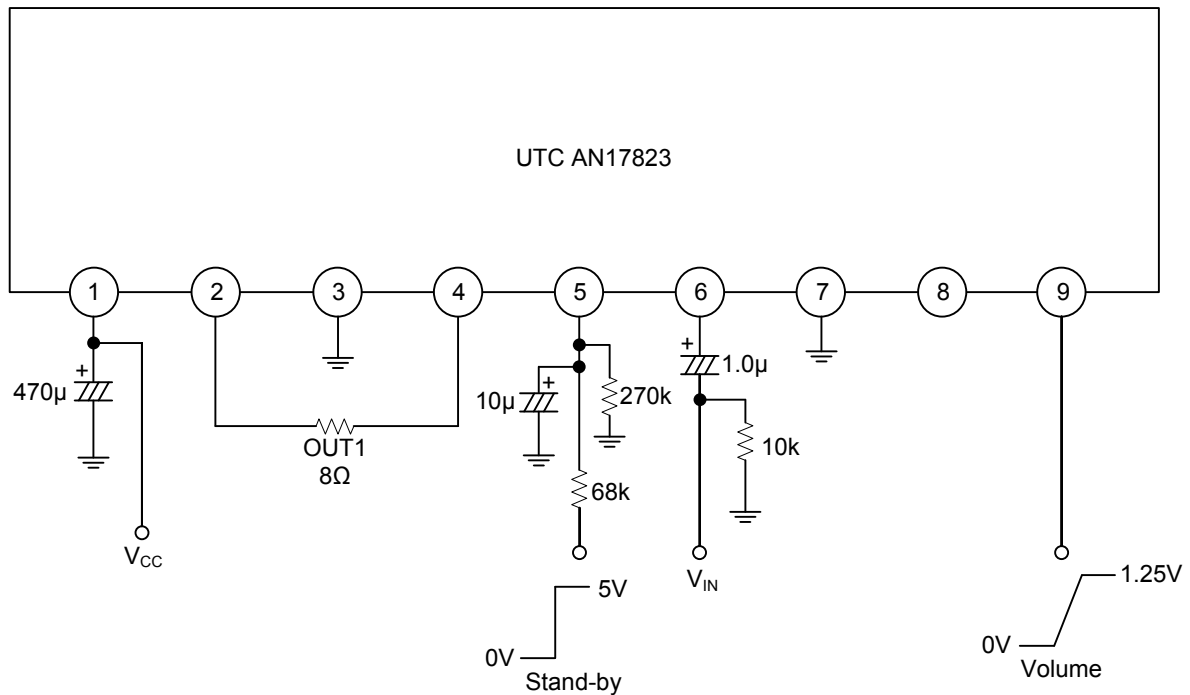 UTC AN17823
1 2 3 4 5 6 7 8 9
+
+
+
470µ
10µ
270k
1.0µ
OUT1
8Ω
10k
68k
VCC
VIN
5V
1.25V
0V
0V
Stand-by
Volume